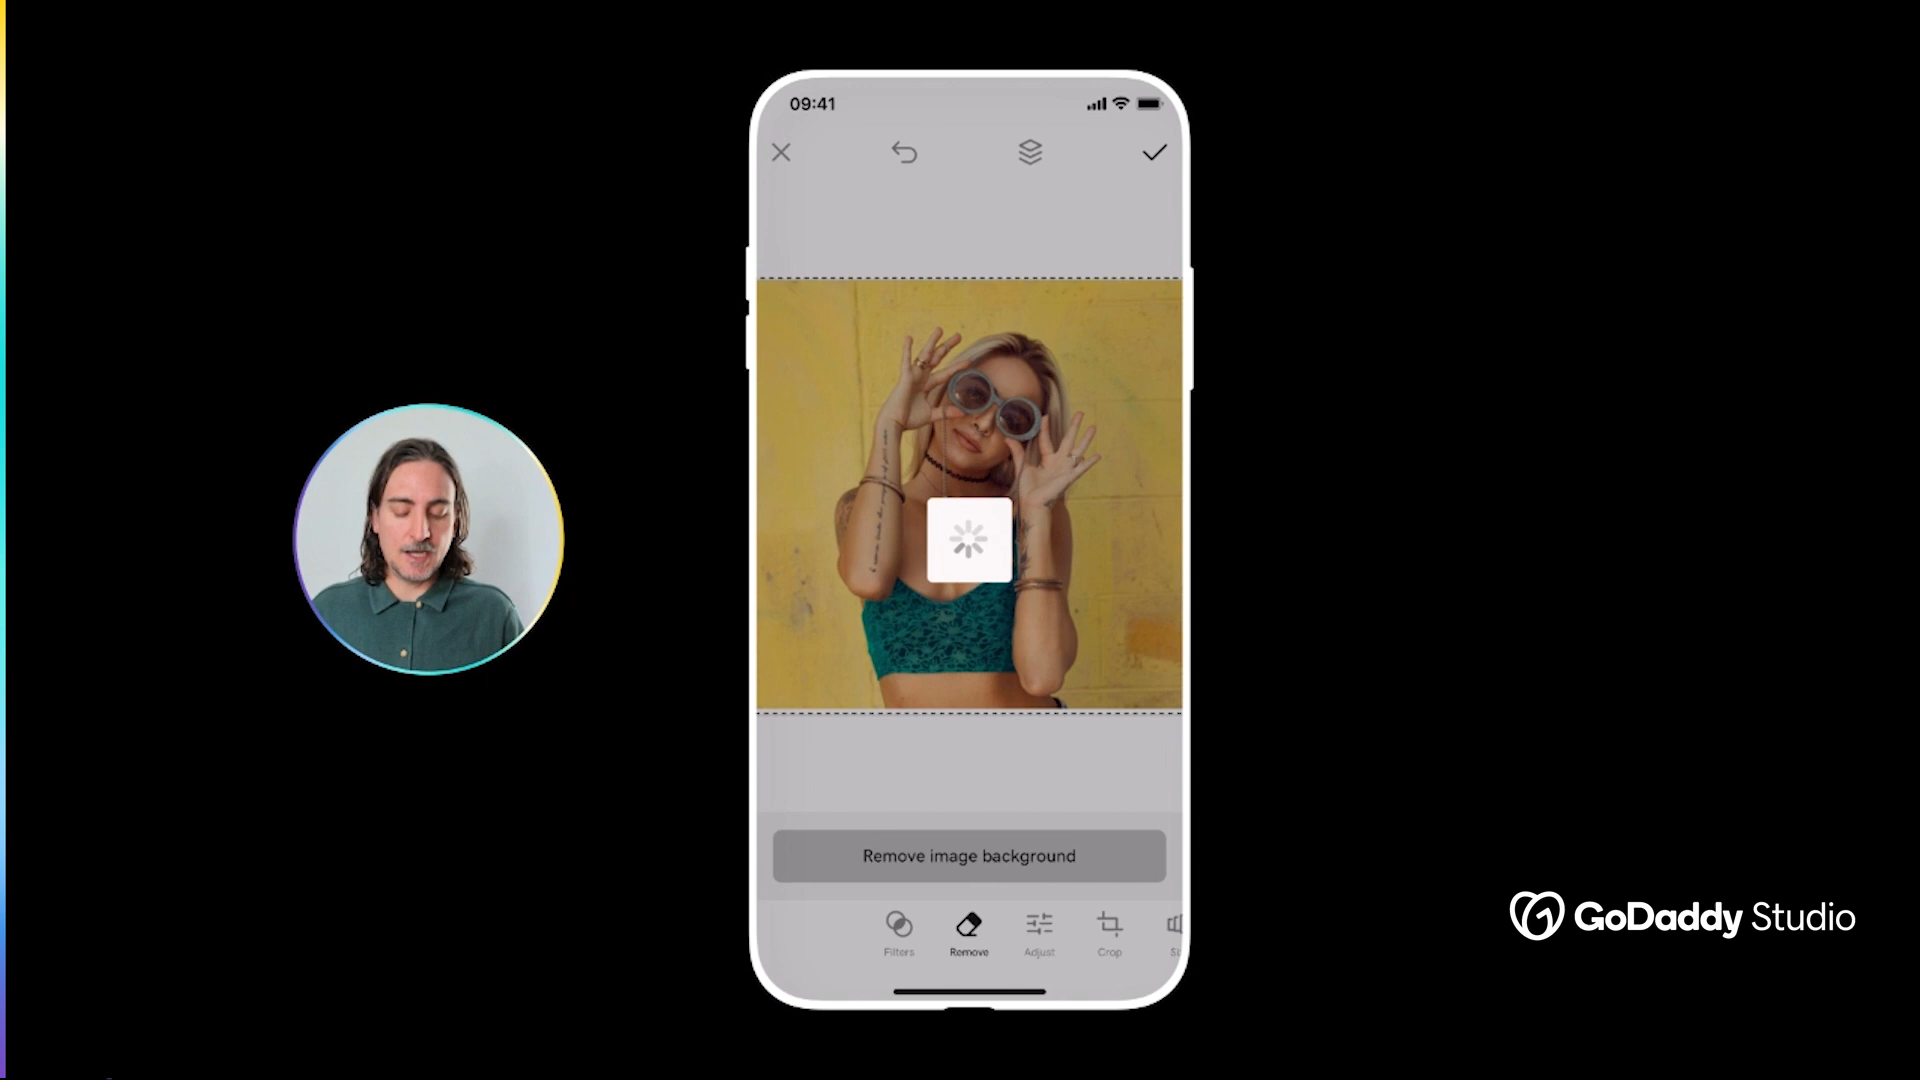 09:41
Remove image background
Filters
Remove
Adjust
Crop
GoDaddy Studio